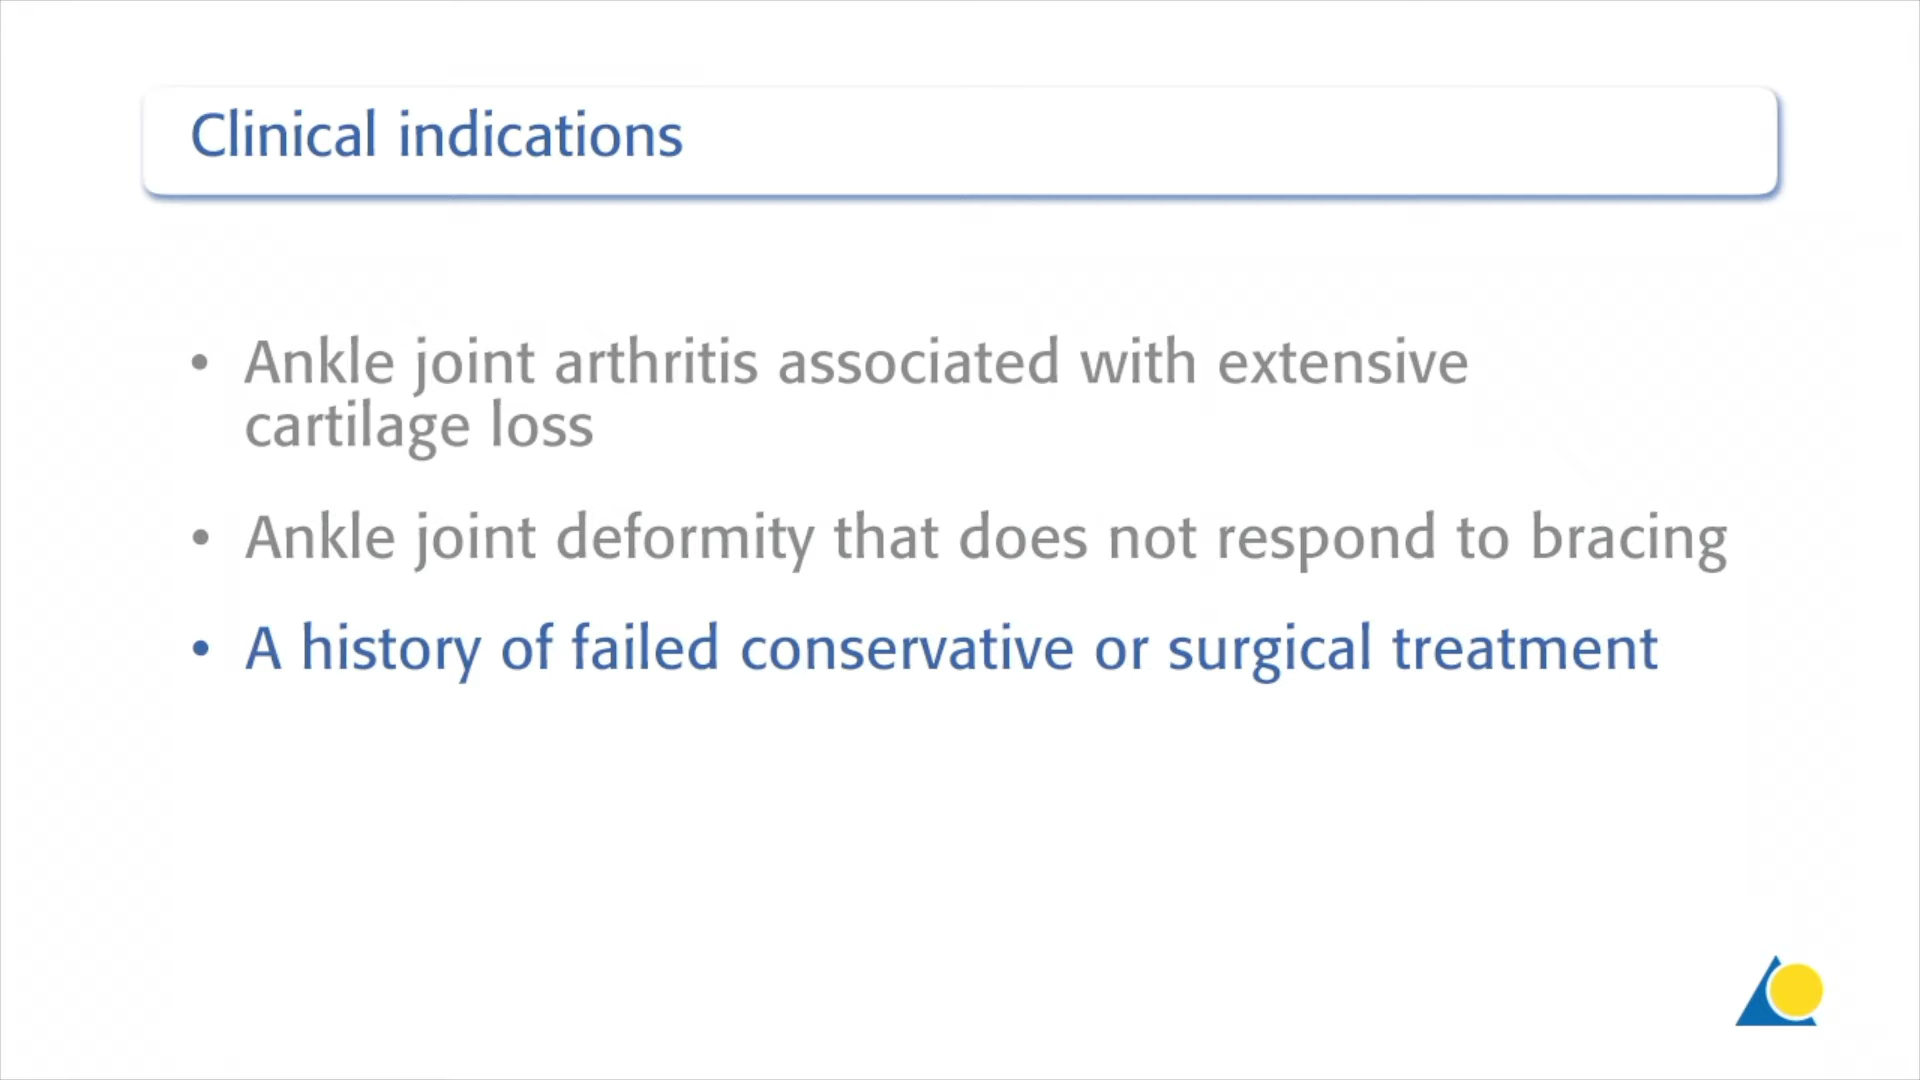 Clinical indications
• Ankle joint arthritis associated with extensive
cartilage loss
• Ankle joint deformity that does not respond to bracing
• A history of failed conservative or surgical treatment